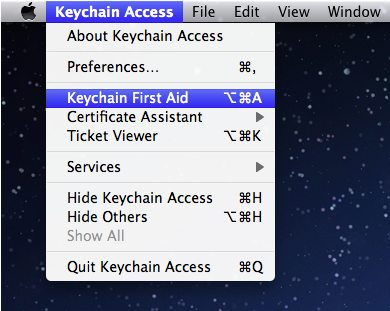 Keychain Access File Edit View Window
About Keychain Access
Preferences... ⌘,
Keychain First Aid ⌥⌘A
Certificate Assistant ▶
Ticket Viewer ⌥⌘K
Services ▶
Hide Keychain Access ⌘H
Hide Others ⌥⌘H
Show All
Quit Keychain Access ⌘Q